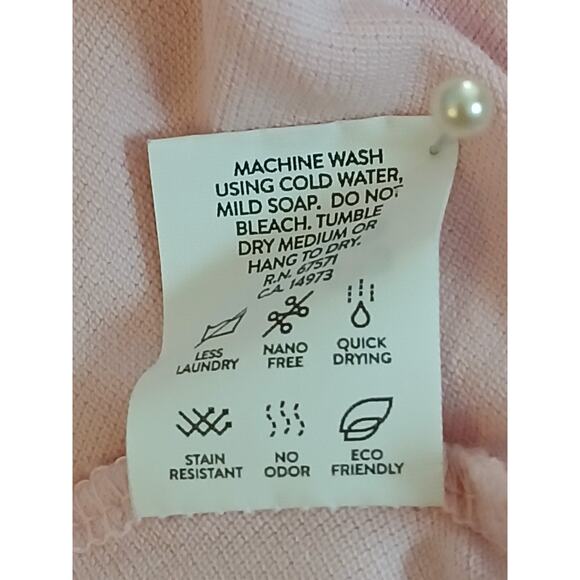 MACHINE WASH
USING COLD WATER,
MILD SOAP. DO NOT
BLEACH. TUMBLE
DRY MEDIUM OR
HANG TO DRY.
R.N. 67571
C.A. 14973
LESS
LAUNDRY
NANO
FREE
QUICK
DRYING
STAIN
RESISTANT
NO
ODOR
ECO
FRIENDLY